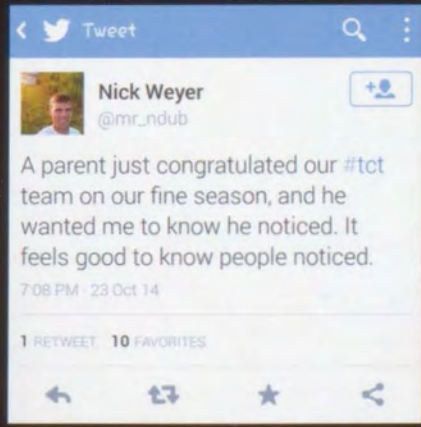 Tweet
Nick Weyer
@mr_ndub
A parent just congratulated our #tct
team on our fine season, and he
wanted me to know he noticed. It
feels good to know people noticed.
7:08 PM - 23 Oct 14
1 RETWEET 10 FAVORITES